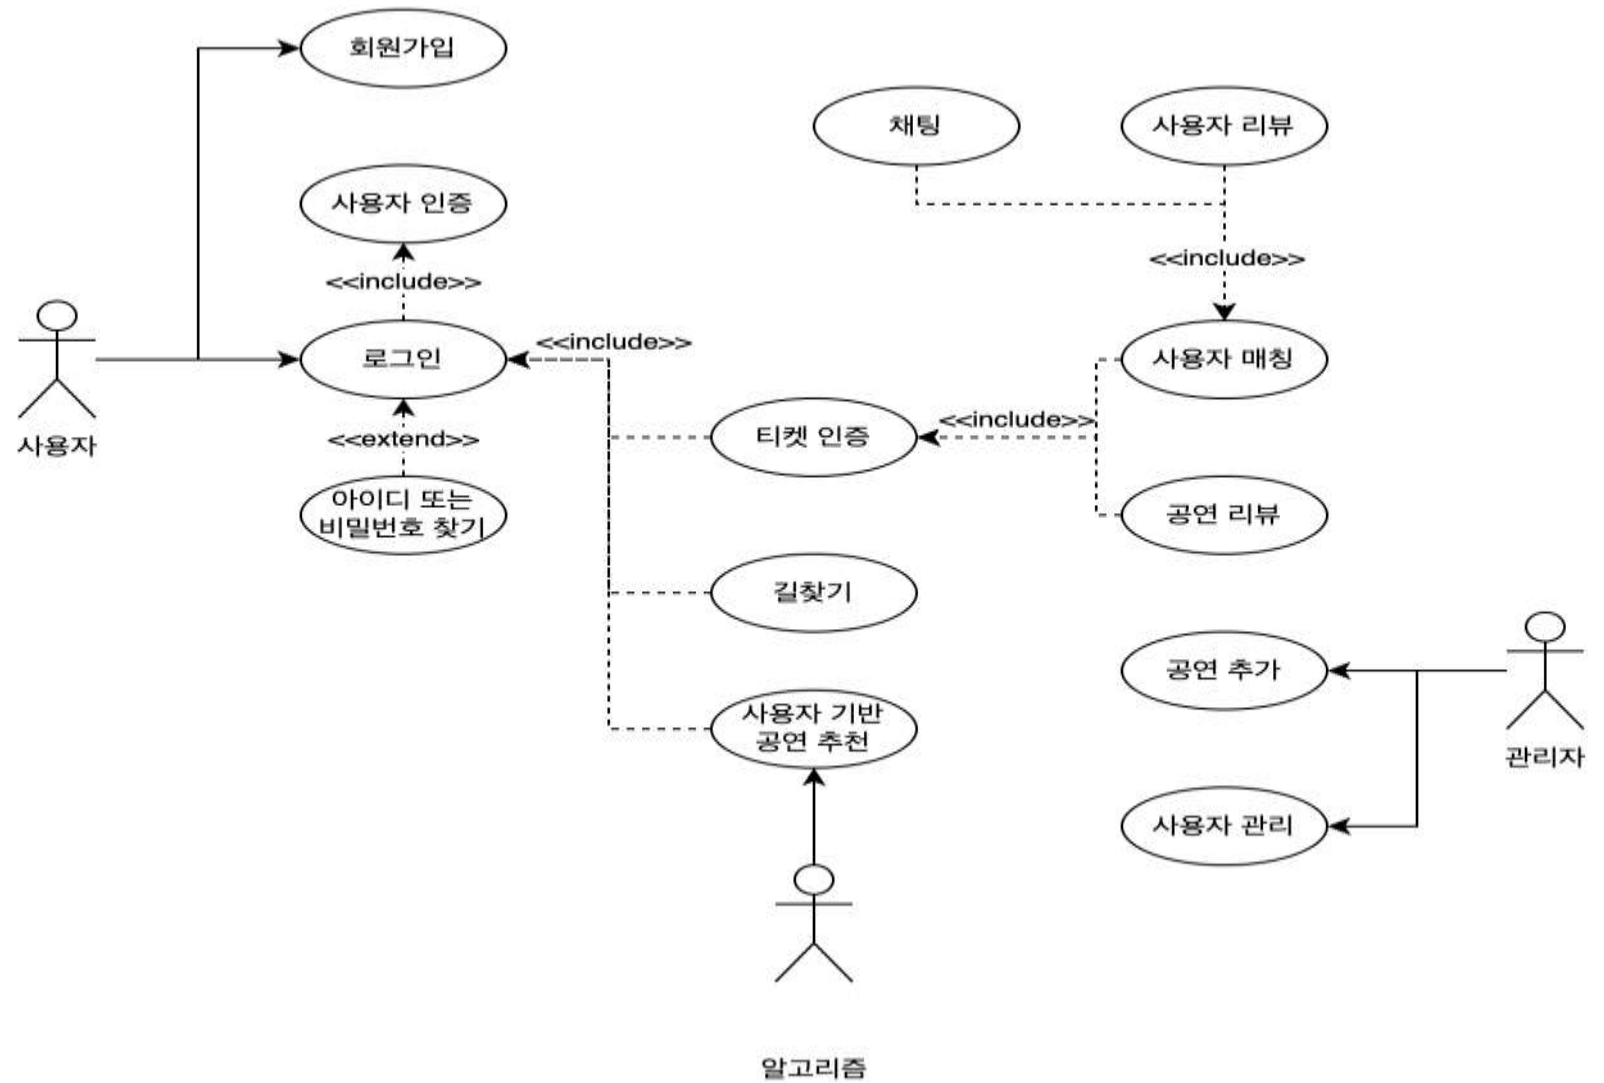 회원가입
채팅
사용자 리뷰
사용자 인증
<<include>>
<<include>>
<<include>>
로그인
사용자 매칭
사용자
<<include>>
티켓 인증
<<extend>>
아이디 또는
비밀번호 찾기
공연 리뷰
길찾기
공연 추가
사용자 기반
공연 추천
관리자
사용자 관리
알고리즘